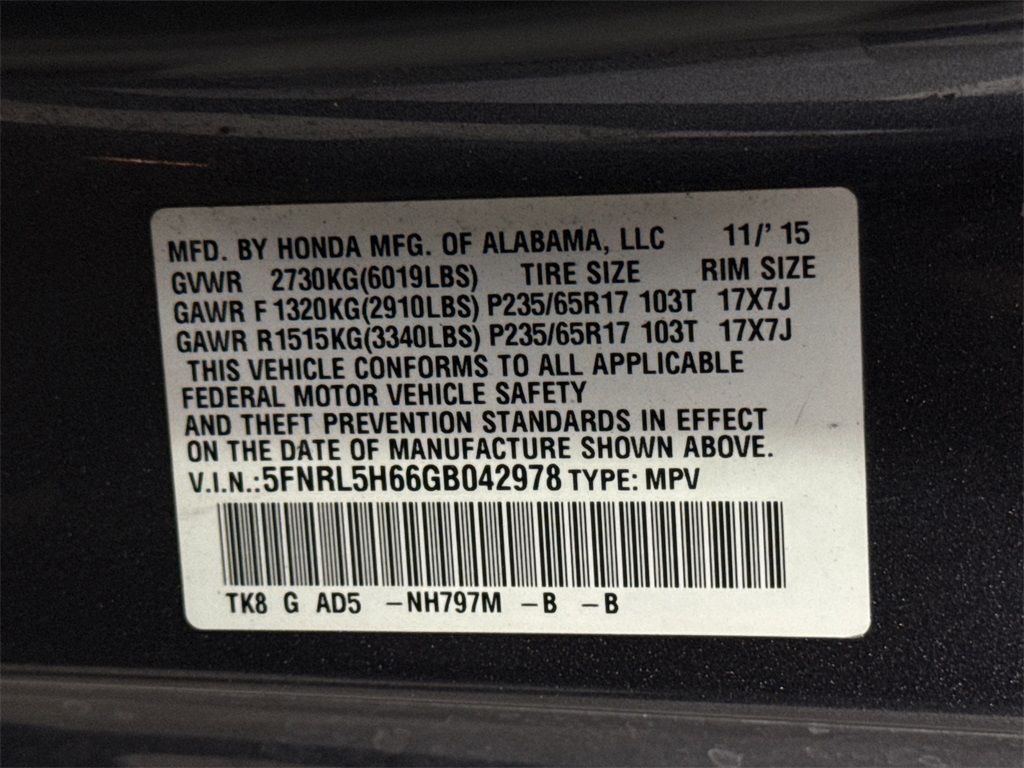 MFD. BY HONDA MFG. OF ALABAMA, LLC 11/' 15
GVWR 2730KG(6019LBS) TIRE SIZE RIM SIZE
GAWR F 1320KG(2910LBS) P235/65R17 103T 17X7J
GAWR R1515KG(3340LBS) P235/65R17 103T 17X7J
THIS VEHICLE CONFORMS TO ALL APPLICABLE
FEDERAL MOTOR VEHICLE SAFETY
AND THEFT PREVENTION STANDARDS IN EFFECT
ON THE DATE OF MANUFACTURE SHOWN ABOVE.
V.I.N.:5FNRL5H66GB042978 TYPE: MPV
TK8 G AD5 -NH797M -B -B